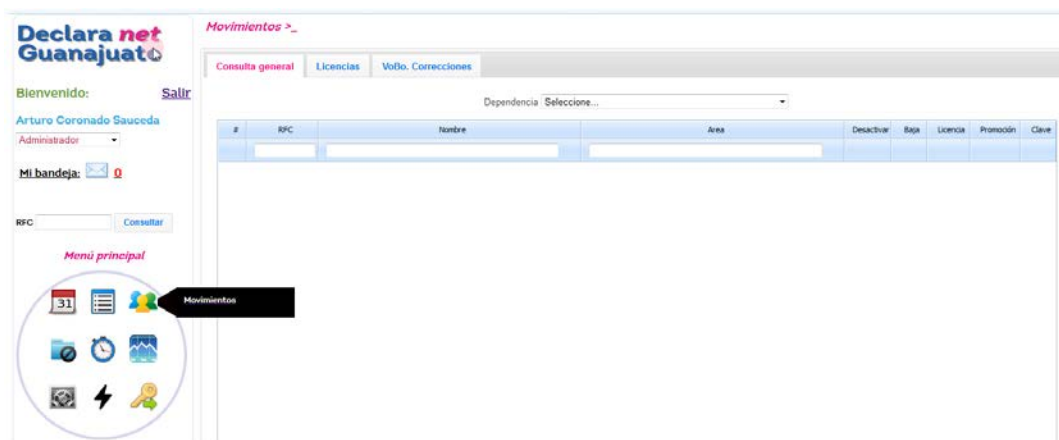 Declara net
Guanajuato
Bienvenido: Salir
Arturo Coronado Sauceda
Administrador
Mi bandeja: 0
RFC Consultar
Menú principal
31
Movimientos
Movimientos >_
Consulta general Licencias VoBo. Correcciones
Dependencia Seleccione...
# RFC Nombre Area Desactivar Baja Licencia Promoción Clave